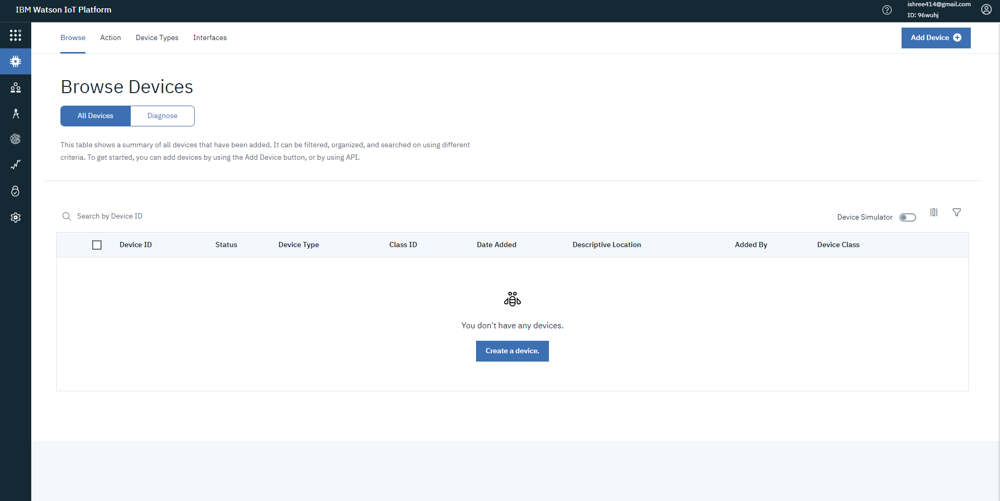 IBM Watson IoT Platform
ishree414@gmail.com
ID: 96wuhj
Browse Action Device Types Interfaces
Add Device
Browse Devices
All Devices Diagnose
This table shows a summary of all devices that have been added. It can be filtered, organized, and searched on using different
criteria. To get started, you can add devices by using the Add Device button, or by using API.
Search by Device ID
Device Simulator
Device ID Status Device Type Class ID Date Added Descriptive Location Added By Device Class
You don't have any devices.
Create a device.